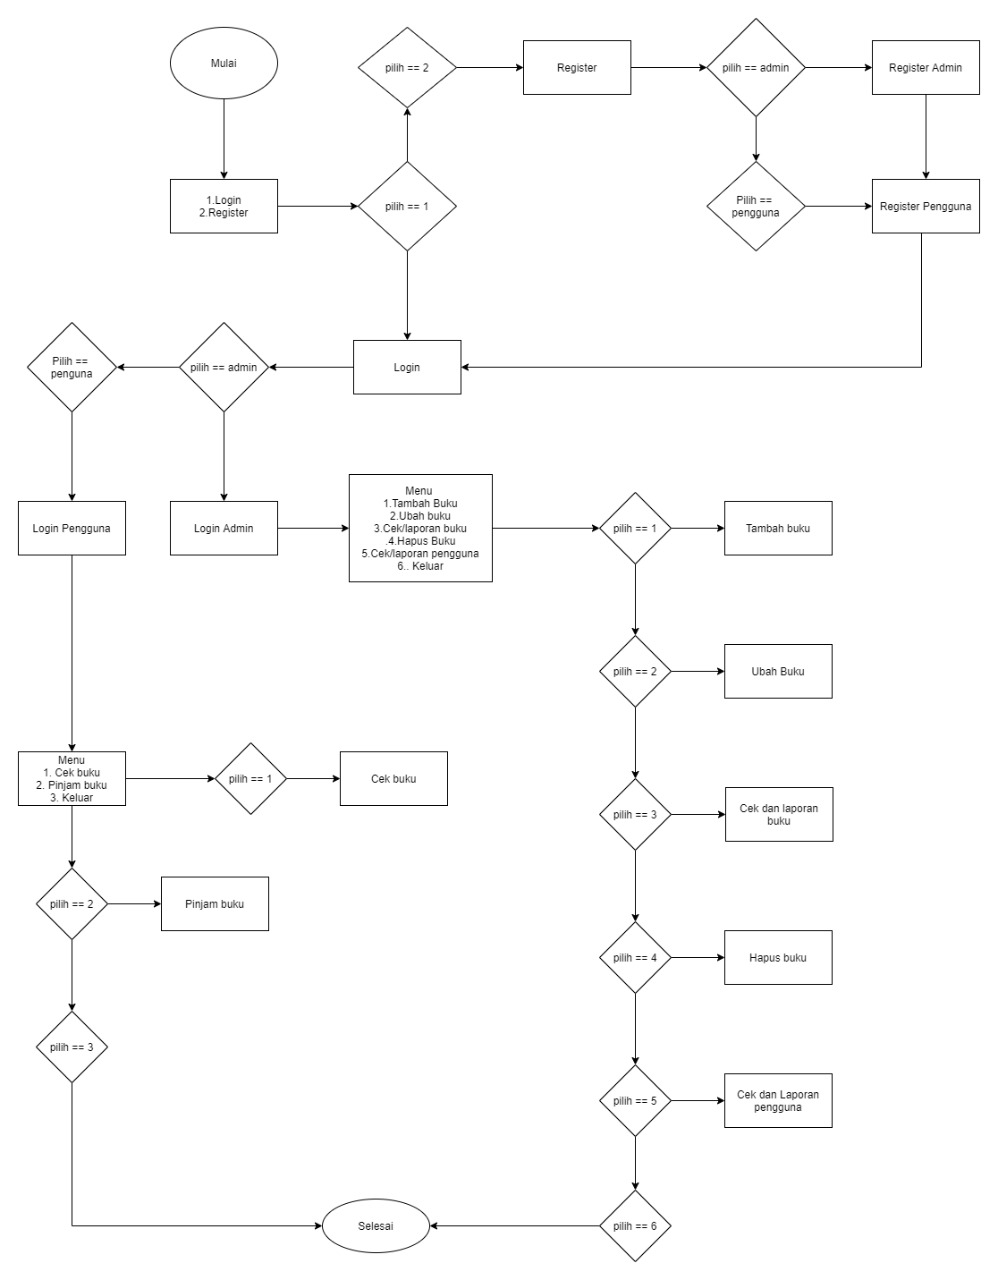 Mulai
pilih == 2
Register
pilih == admin
Register Admin
1.Login
2.Register
pilih == 1
Pilih ==
pengguna
Register Pengguna
Pilih ==
penguna
pilih == admin
Login
Login Pengguna
Login Admin
Menu
1.Tambah Buku
2.Ubah buku
3.Cek/laporan buku
.4.Hapus Buku
5.Cek/laporan pengguna
6.. Keluar
pilih == 1
Tambah buku
pilih == 2
Ubah Buku
Menu
1. Cek buku
2. Pinjam buku
3. Keluar
pilih == 1
Cek buku
pilih == 3
Cek dan laporan
buku
pilih == 2
Pinjam buku
pilih == 4
Hapus buku
pilih == 3
pilih == 5
Cek dan Laporan
pengguna
Selesai
pilih == 6